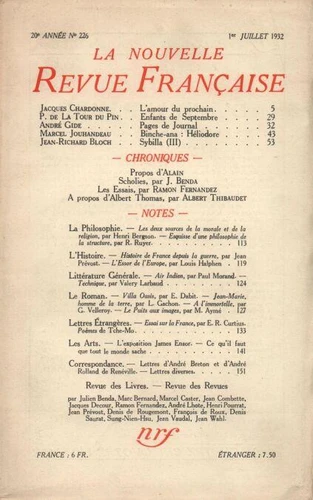 20e ANNÉE No 226 1er JUILLET 1932
LA NOUVELLE
REVUE FRANÇAISE
JACQUES CHARDONNE. . . L'amour du prochain. . . . . 5
P. DE LA TOUR DU PIN . . Enfants de Septembre . . . . 29
ANDRÉ GIDE . . . . . Pages de Journal . . . . . 32
MARCEL JOUHANDEAU . . Binche-ana : Héliodore . . . 43
JEAN-RICHARD BLOCH . . Sybilla (III) . . . . . . 53
— CHRONIQUES —
Propos d'ALAIN
Scholies, par J. BENDA
Les Essais, par RAMON FERNANDEZ
A propos d'Albert Thomas, par ALBERT THIBAUDET
— NOTES —
La Philosophie. — Les deux sources de la morale et de la
religion, par Henri Bergson. — Esquisse d'une philosophie de
la structure, par R. Ruyer. . . . . . . . . 113
L'Histoire. — Histoire de France depuis la guerre, par Jean
Prévost. — L'Essor de l'Europe, par Louis Halphen . . 119
Littérature Générale. — Air Indien, par Paul Morand. —
Technique, par Valery Larbaud . . . . . . . 124
Le Roman. — Villa Oasis, par E. Dabit. — Jean-Marie,
homme de la terre, par L. Gachon. — A l'immortelle, par
G. Velleroy. — Le Puits aux images, par M. Aymé . . 127
Lettres Étrangères. — Essai sur la France, par E. R. Curtius.
Poèmes de Tche-Mo. . . . . . . . . . 133
Les Arts. — L'exposition James Ensor. — Ce qu'il faut
que tout le monde sache . . . . . . . . 141
Correspondance. — Lettres d'André Breton et d'André
Rolland de Renéville. — Lettres diverses. . . . . 151
Revue des Livres. — Revue des Revues
par Julien Benda, Marc Bernard, Marcel Caster, Jean Combette,
Jacques Decour, Ramon Fernandez, André Lhote, Henri Pourrat,
Jean Prévost, Denis de Rougemont, François de Roux, Denis
Saurat, Sung-Nien-Hsu, Jean Vaudal, Jean Wahl.
nrf
FRANCE : 6 FR. ÉTRANGER : 7.50